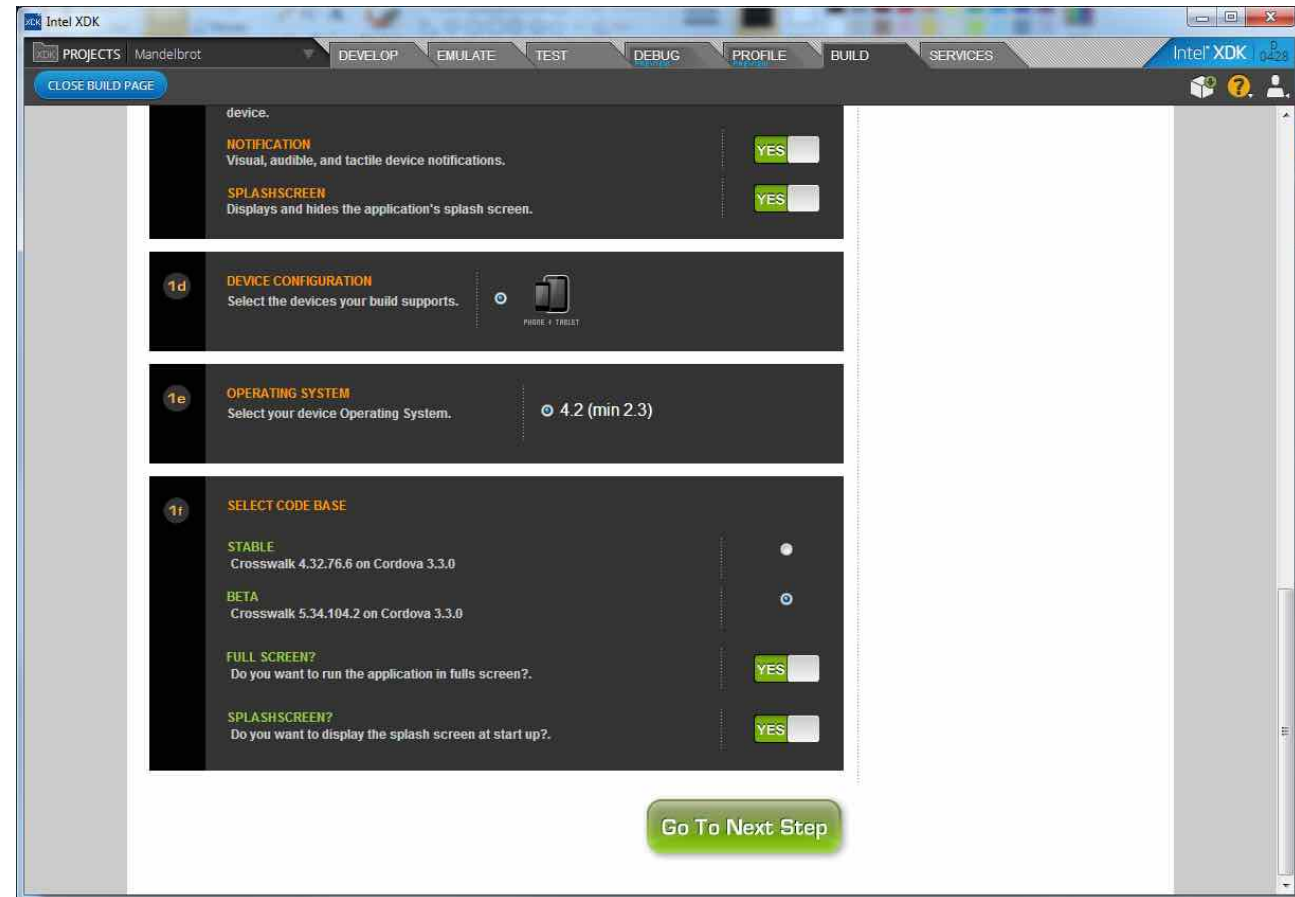 Intel XDK
XDK PROJECTS Mandelbrot DEVELOP EMULATE TEST DEBUG PROFILE BUILD SERVICES Intel® XDK
PREVIEW PREVIEW 0428
CLOSE BUILD PAGE
device.
NOTIFICATION
Visual, audible, and tactile device notifications.
YES
SPLASHSCREEN
Displays and hides the application's splash screen.
YES
1d
DEVICE CONFIGURATION
Select the devices your build supports.
PHONE + TABLET
1e
OPERATING SYSTEM
Select your device Operating System.
4.2 (min 2.3)
1f
SELECT CODE BASE
STABLE
Crosswalk 4.32.76.6 on Cordova 3.3.0
BETA
Crosswalk 5.34.104.2 on Cordova 3.3.0
FULL SCREEN?
Do you want to run the application in fulls screen?.
YES
SPLASHSCREEN?
Do you want to display the splash screen at start up?.
YES
Go To Next Step